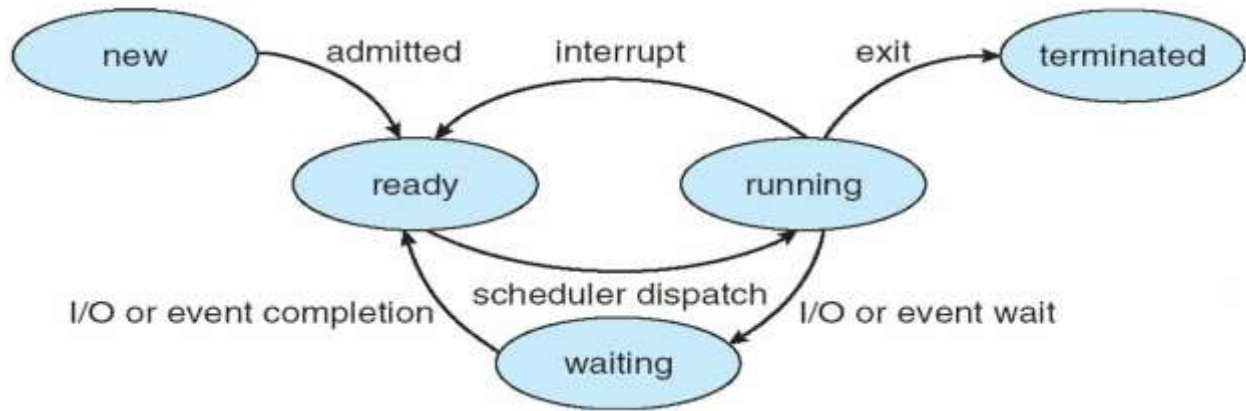 new
admitted
interrupt
exit
terminated
ready
running
scheduler dispatch
I/O or event completion
I/O or event wait
waiting